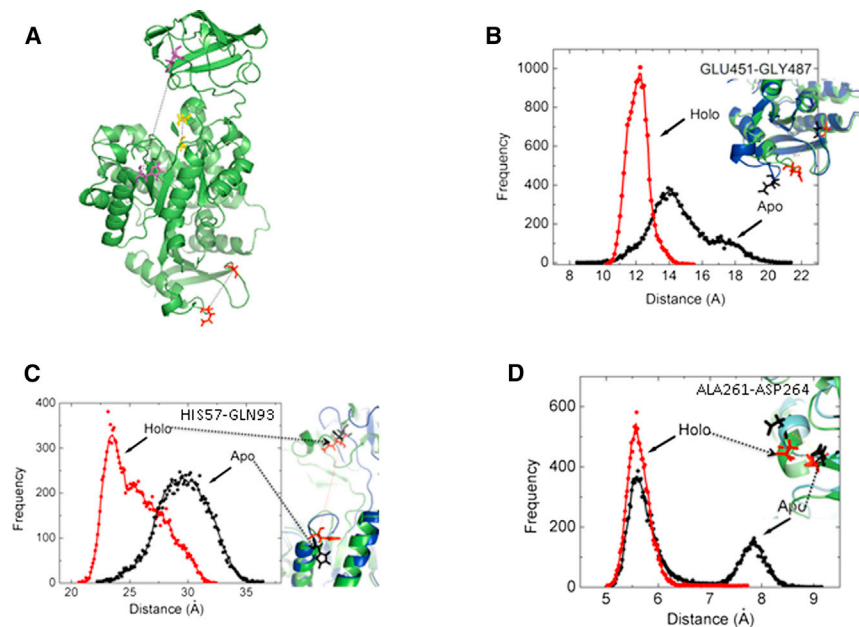 A
B
GLU451-GLY487
1000
800
600
400
200
0
Frequency
Holo
Apo
8 10 12 14 16 18 20 22
Distance (A)
C
HIS57-GLN93
400
300
200
100
0
Frequency
Holo
Apo
20 25 30 35
Distance (Å)
D
ALA261-ASP264
600
400
200
0
Frequency
Holo
Apo
5 6 7 8 9
Distance (Å)